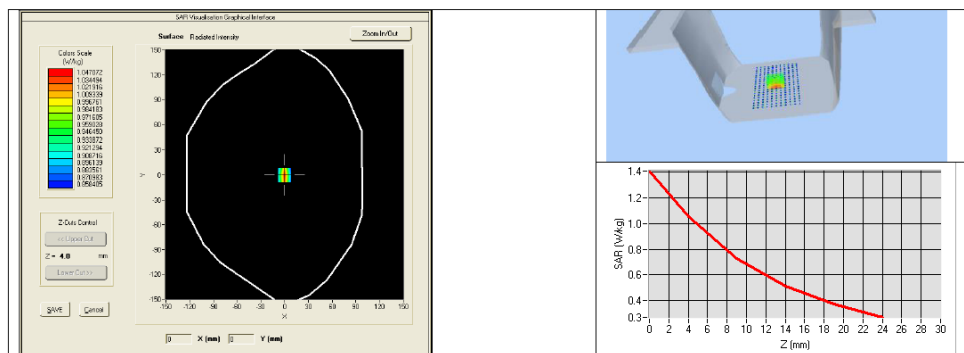 SAR Visualisation Graphical Interface
Surface Radiated Intensity
Zoom In/Out
Colors Scale
(W/kg)
1.047072
1.034494
1.021916
1.009339
0.996761
0.984183
0.971605
0.959028
0.946450
0.933872
0.921294
0.908716
0.896139
0.883561
0.870983
0.858405
Z-Cuts Control
<< Upper Cut
Z = 4.0 mm
SAVE
Cancel
Y
150
120
90
60
30
0
-30
-60
-90
-120
-150
-150 -120 -90 -60 -30 0 30 60 90 120 150
X
0 X (mm) 0 Y (mm)
SAR (W/kg)
1.4
1.2
1.0
0.8
0.6
0.4
0.3
0 2 4 6 8 10 12 14 16 18 20 22 24 26 28 30
Z (mm)